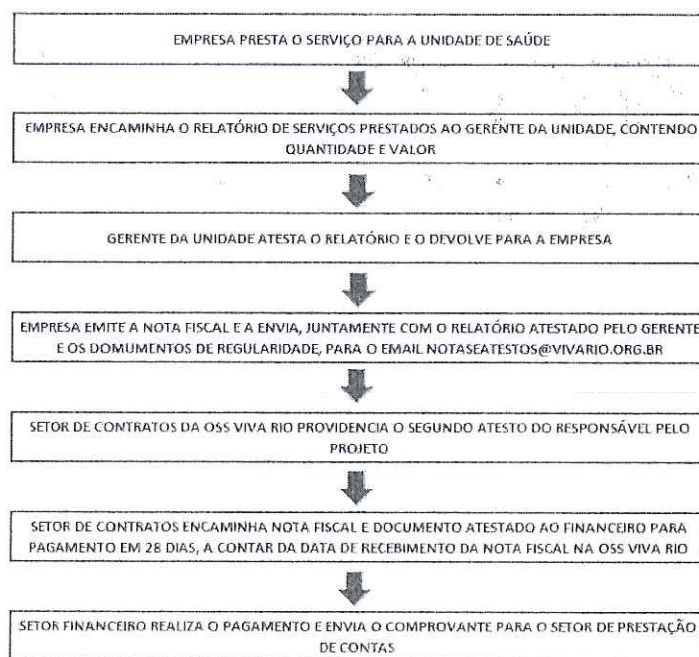 EMPRESA PRESTA O SERVIÇO PARA A UNIDADE DE SAÚDE
EMPRESA ENCAMINHA O RELATÓRIO DE SERVIÇOS PRESTADOS AO GERENTE DA UNIDADE, CONTENDO
QUANTIDADE E VALOR
GERENTE DA UNIDADE ATESTA O RELATÓRIO E O DEVOLVE PARA A EMPRESA
EMPRESA EMITE A NOTA FISCAL E A ENVIA, JUNTAMENTE COM O RELATÓRIO ATESTADO PELO GERENTE
E OS DOMUMENTOS DE REGULARIDADE, PARA O EMAIL NOTASEATESTOS@VIVARIO.ORG.BR
SETOR DE CONTRATOS DA OSS VIVA RIO PROVIDENCIA O SEGUNDO ATESTO DO RESPONSÁVEL PELO
PROJETO
SETOR DE CONTRATOS ENCAMINHA NOTA FISCAL E DOCUMENTO ATESTADO AO FINANCEIRO PARA
PAGAMENTO EM 28 DIAS, A CONTAR DA DATA DE RECEBIMENTO DA NOTA FISCAL NA OSS VIVA RIO
SETOR FINANCEIRO REALIZA O PAGAMENTO E ENVIA O COMPROVANTE PARA O SETOR DE PRESTAÇÃO
DE CONTAS